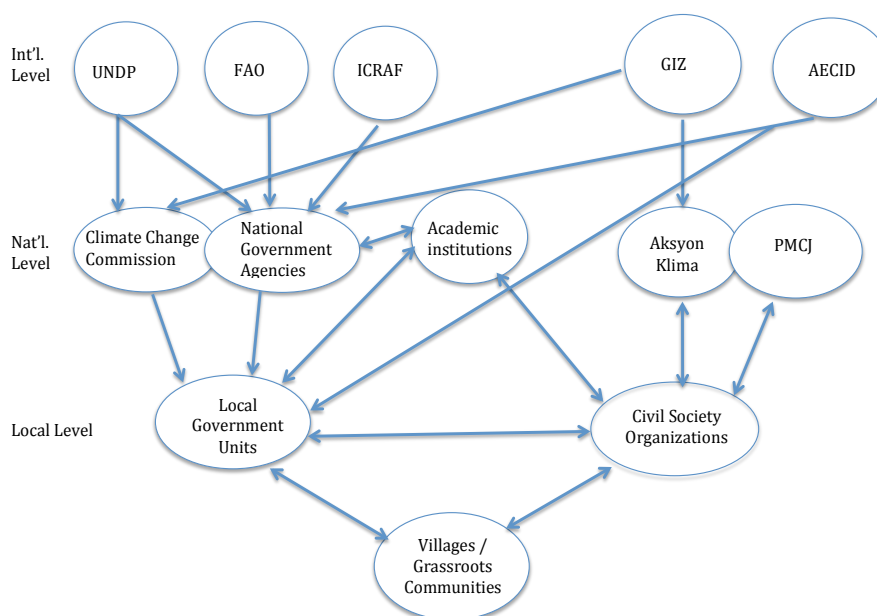 Int'l.
Level
UNDP
FAO
ICRAF
GIZ
AECID
Nat'l.
Level
Climate Change
Commission
National
Government
Agencies
Academic
institutions
Aksyon
Klima
PMCJ
Local Level
Local
Government
Units
Civil Society
Organizations
Villages /
Grassroots
Communities